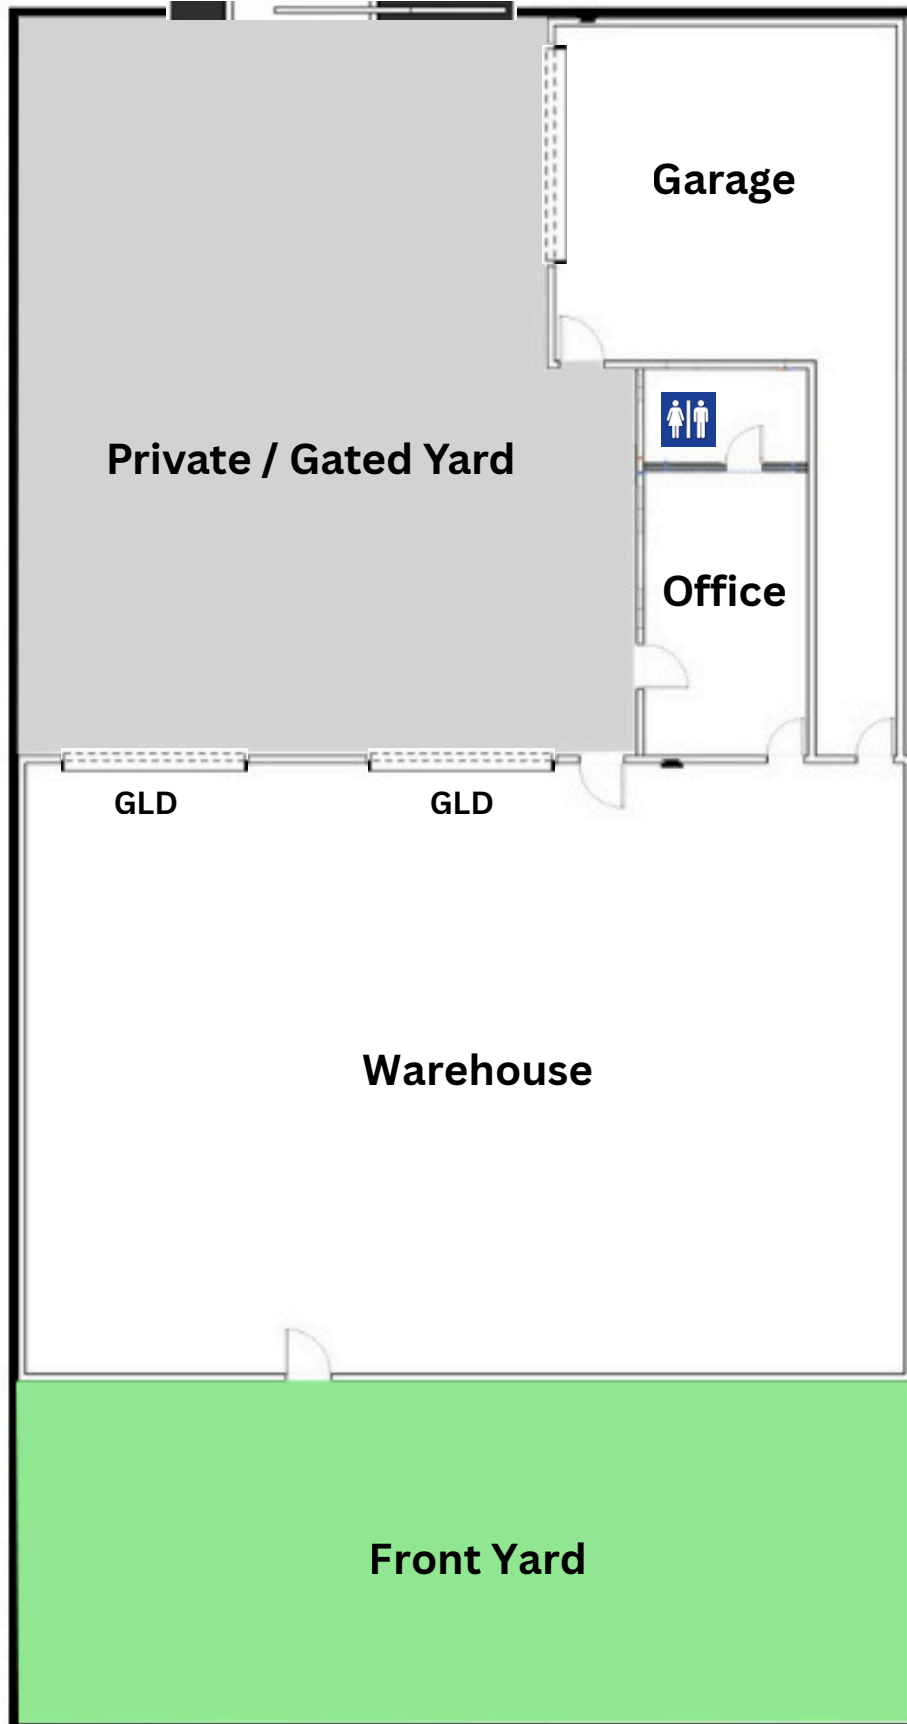 Garage
Private / Gated Yard
Office
GLD
GLD
Warehouse
Front Yard